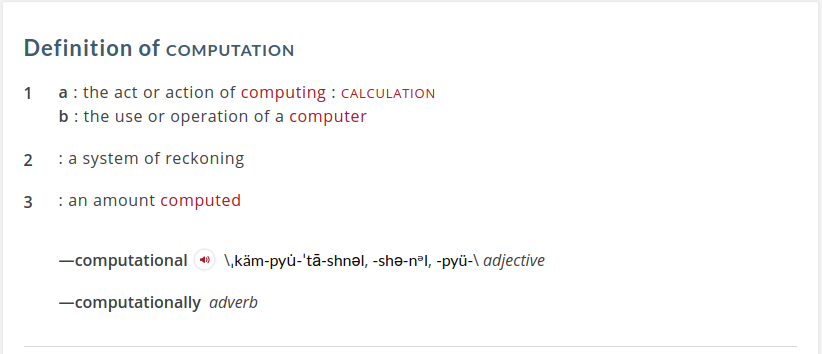 Definition of COMPUTATION
1 a : the act or action of computing : CALCULATION
b : the use or operation of a computer
2 : a system of reckoning
3 : an amount computed
—computational \ˌkäm-pyu̇-ˈtā-shnəl, -shə-nᵊl, -pyü-\ adjective
—computationally adverb